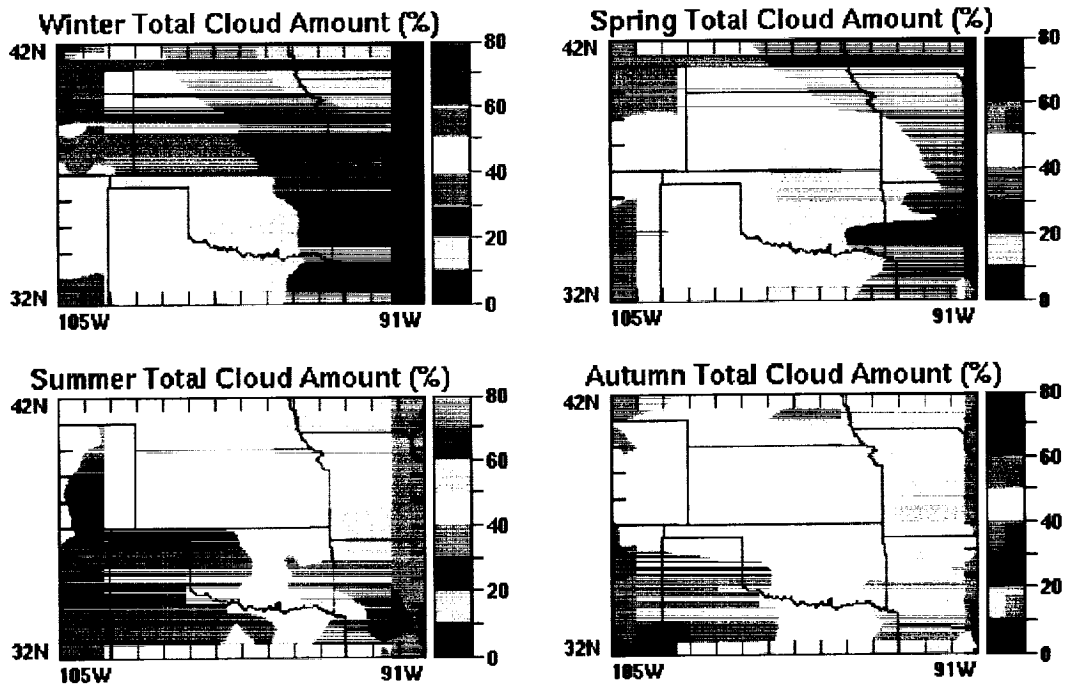 Winter Total Cloud Amount (%)
42N
80
60
40
20
0
32N
105W
91W
Spring Total Cloud Amount (%)
42N
80
60
40
20
0
32N
105W
91W
Summer Total Cloud Amount (%)
42N
80
60
40
20
0
32N
105W
91W
Autumn Total Cloud Amount (%)
42N
80
60
40
20
0
32N
105W
91W